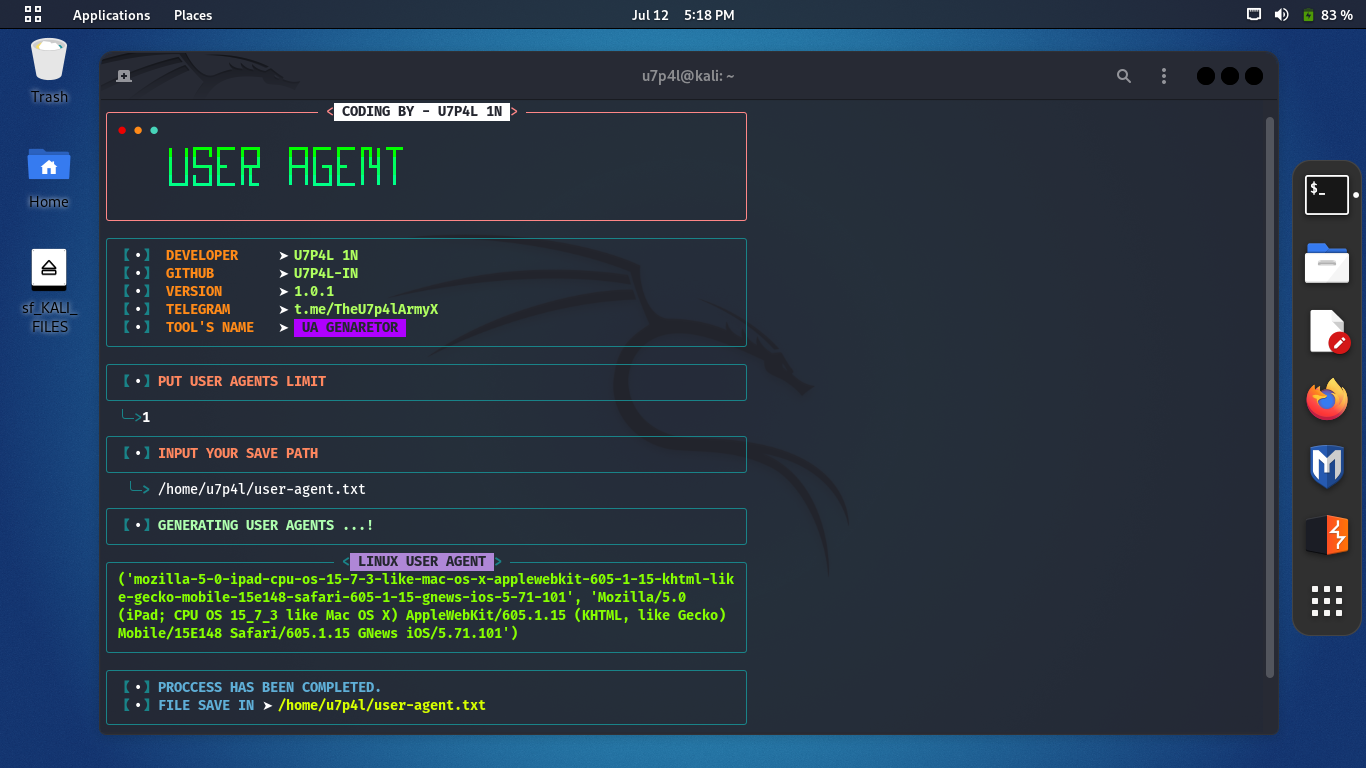 Applications Places Jul 12 5:18 PM 83 %
Trash
Home
sf_KALI_
FILES
u7p4l@kali: ~
< CODING BY - U7P4L 1N >
USER AGENT
【•】 DEVELOPER ➤ U7P4L 1N
【•】 GITHUB ➤ U7P4L-IN
【•】 VERSION ➤ 1.0.1
【•】 TELEGRAM ➤ t.me/TheU7p4lArmyX
【•】 TOOL'S NAME ➤ UA GENARETOR
【•】PUT USER AGENTS LIMIT
╰─>1
【•】INPUT YOUR SAVE PATH
╰─> /home/u7p4l/user-agent.txt
【•】GENERATING USER AGENTS ...!
< LINUX USER AGENT >
('mozilla-5-0-ipad-cpu-os-15-7-3-like-mac-os-x-applewebkit-605-1-15-khtml-lik
e-gecko-mobile-15e148-safari-605-1-15-gnews-ios-5-71-101', 'Mozilla/5.0
(iPad; CPU OS 15_7_3 like Mac OS X) AppleWebKit/605.1.15 (KHTML, like Gecko)
Mobile/15E148 Safari/605.1.15 GNews iOS/5.71.101')
【•】PROCCESS HAS BEEN COMPLETED.
【•】FILE SAVE IN ➤ /home/u7p4l/user-agent.txt
$_